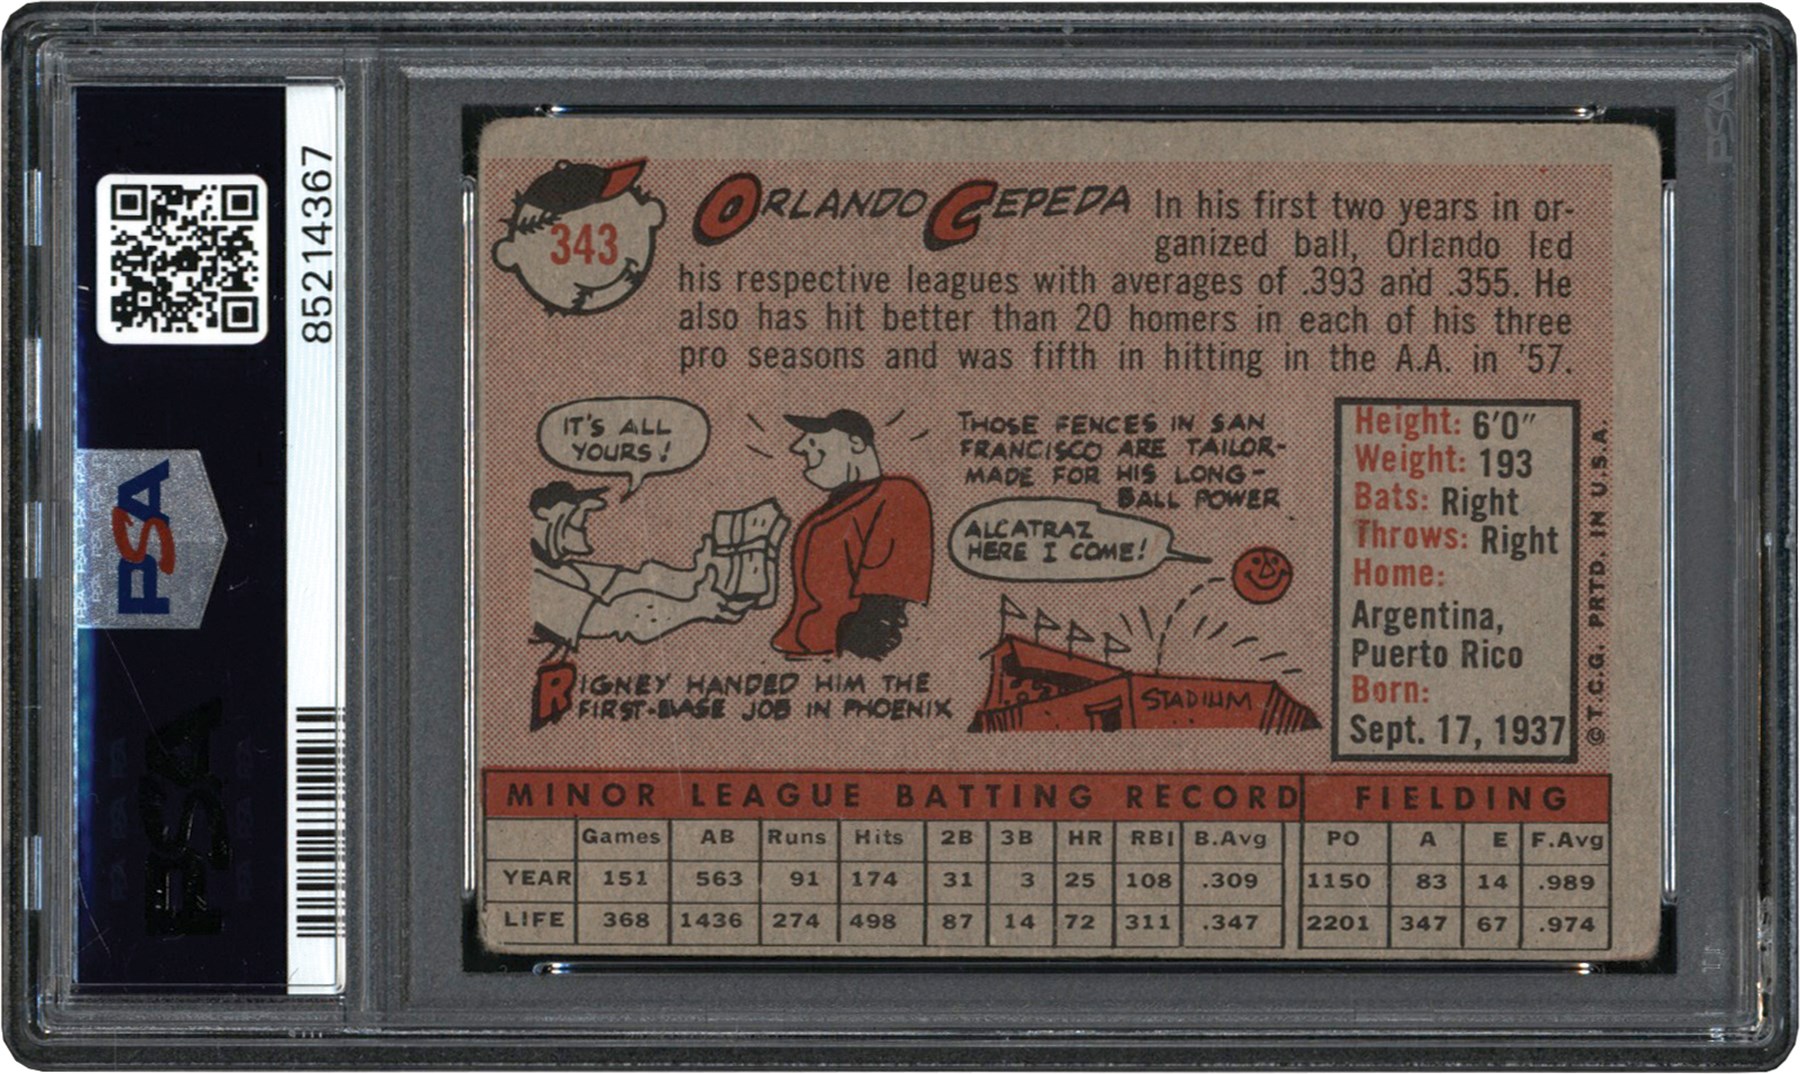 85214367
PSA
PSA
PSA
343
ORLANDO CEPEDA
In his first two years in or-
ganized ball, Orlando led
his respective leagues with averages of .393 and .355. He
also has hit better than 20 homers in each of his three
pro seasons and was fifth in hitting in the A.A. in '57.
IT'S ALL
YOURS!
RIGNEY HANDED HIM THE
FIRST-BASE JOB IN PHOENIX
THOSE FENCES IN SAN
FRANCISCO ARE TAILOR-
MADE FOR HIS LONG-
BALL POWER
ALCATRAZ
HERE I COME!
STADIUM
Height: 6'0"
Weight: 193
Bats: Right
Throws: Right
Home:
Argentina,
Puerto Rico
Born:
Sept. 17, 1937
© T.C.G. PRTD. IN U.S.A.
MINOR LEAGUE BATTING RECORD FIELDING
Games AB Runs Hits 2B 3B HR RBI B.Avg PO A E F.Avg
YEAR 151 563 91 174 31 3 25 108 .309 1150 83 14 .989
LIFE 368 1436 274 498 87 14 72 311 .347 2201 347 67 .974